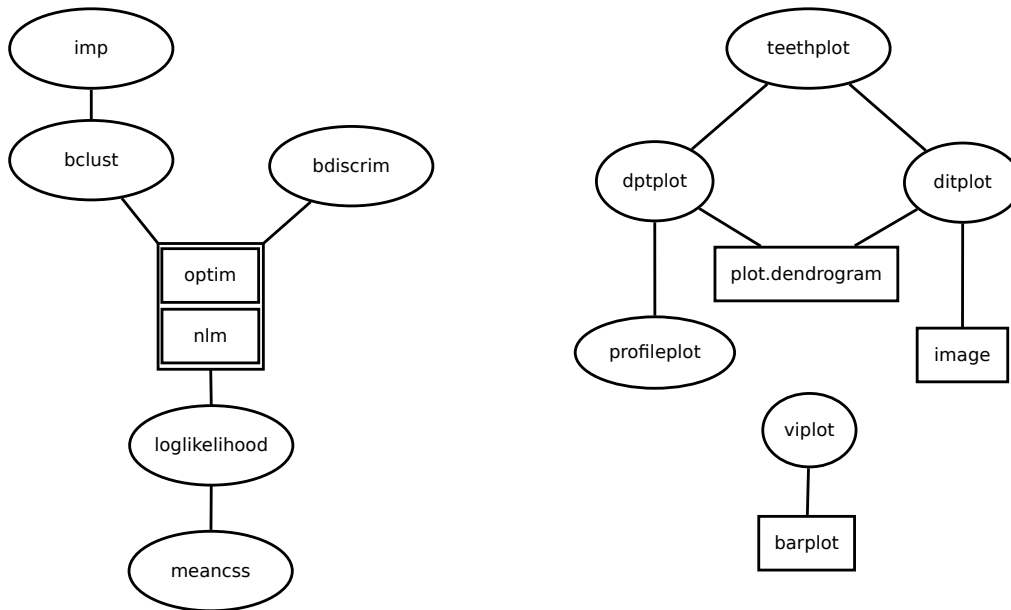 imp
bclust
bdiscrim
optim
nlm
loglikelihood
meancss
teethplot
dptplot
ditplot
plot.dendrogram
profileplot
image
viplot
barplot